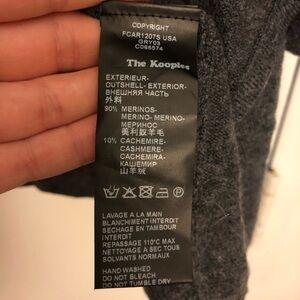 COPYRIGHT
FCAR1207S USA
GRY03
C066574
The Kooples
EXTERIEUR-
OUTSHELL- EXTERIOR-
ВНЕШНЯЯ ЧАСТЬ
外料
90% MERINOS-
MERINO- MERINO-
МЕРИНОС
美利奴羊毛
10% CACHEMIRE-
CASHMERE-
CACHEMIRA-
КАШЕМИР
山羊绒
LAVAGE A LA MAIN
BLANCHIMENT INTERDIT
SECHAGE EN TAMBOUR
INTERDIT
REPASSAGE 110°C MAX
TOUS SOLVANTS
SOLVENTS NORMAUX
HAND WASHED
DO NOT BLEACH
DO NOT TUMBLE DRY